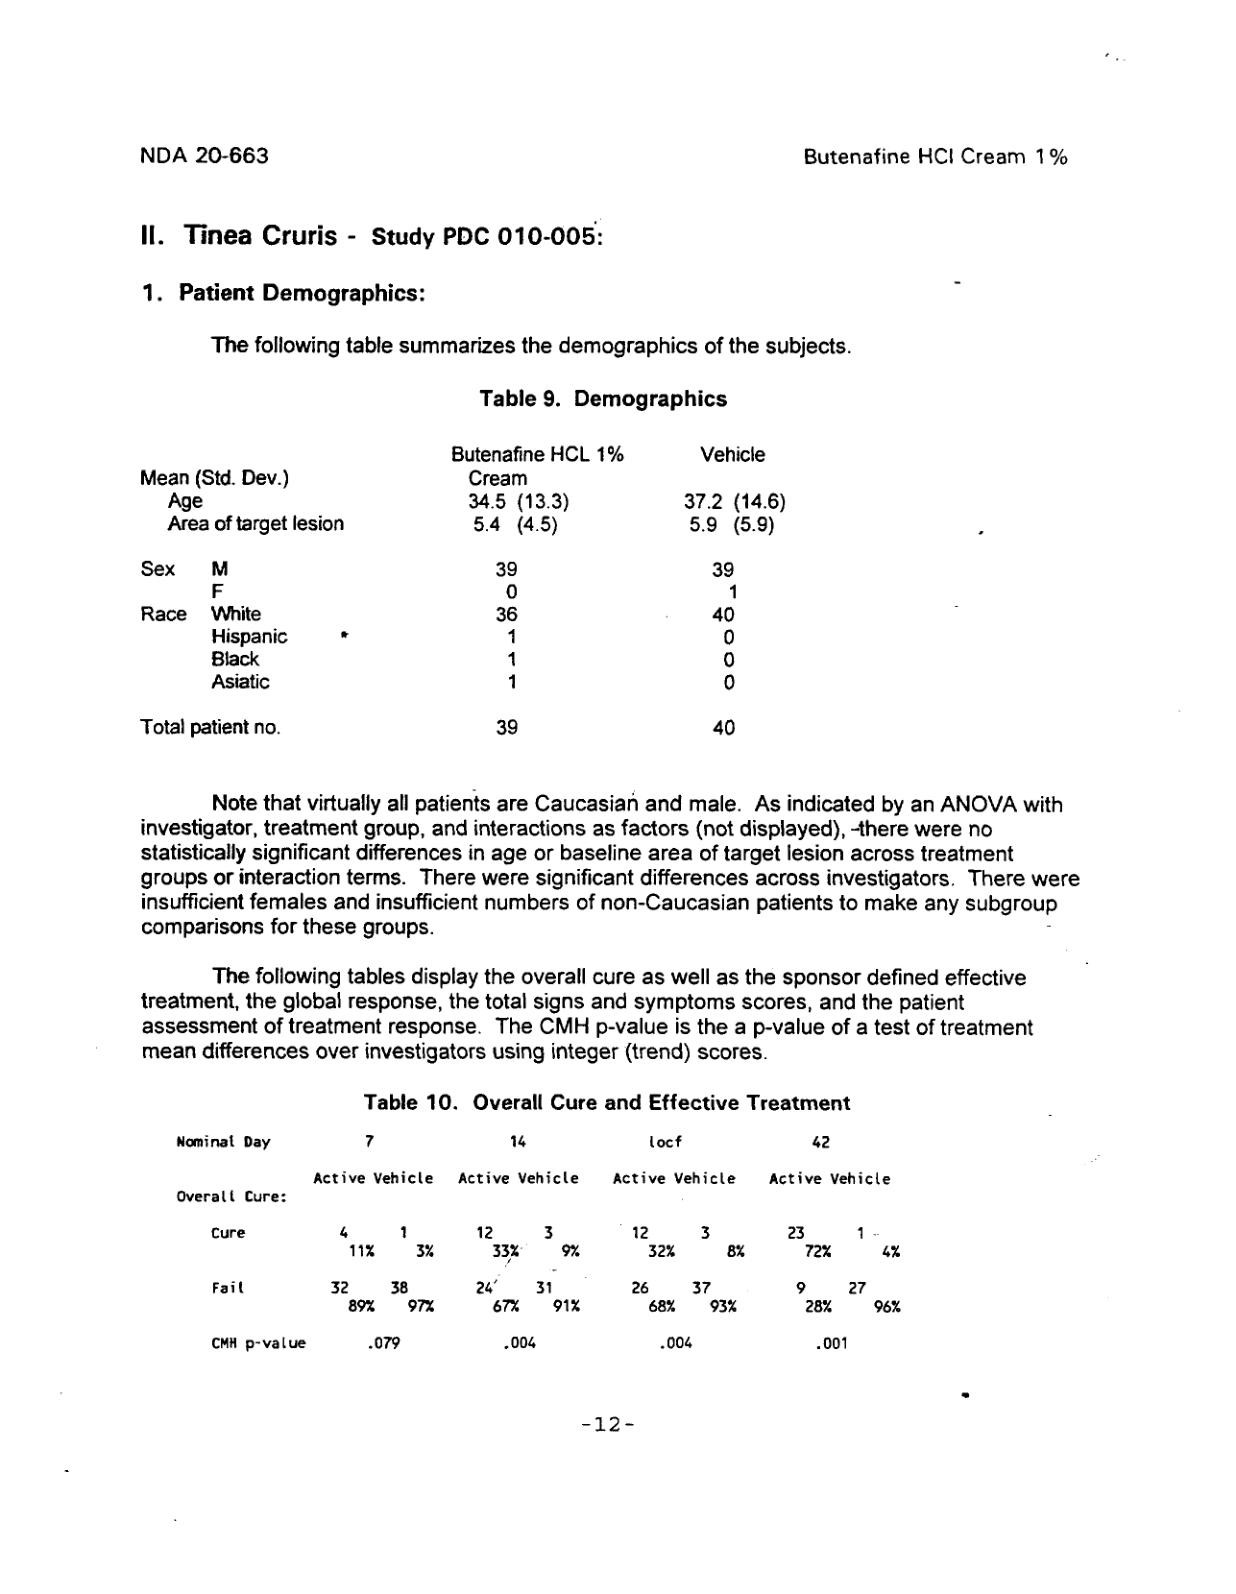 NDA 20-663 Butenafine HCl Cream 1%
II. Tinea Cruris - Study PDC 010-005:
1. Patient Demographics:
The following table summarizes the demographics of the subjects.
Table 9. Demographics
Butenafine HCL 1% Vehicle
Mean (Std. Dev.) Cream
Age 34.5 (13.3) 37.2 (14.6)
Area of target lesion 5.4 (4.5) 5.9 (5.9)
Sex M 39 39
F 0 1
Race White 36 40
Hispanic 1 0
Black 1 0
Asiatic 1 0
Total patient no. 39 40
Note that virtually all patients are Caucasian and male. As indicated by an ANOVA with
investigator, treatment group, and interactions as factors (not displayed), there were no
statistically significant differences in age or baseline area of target lesion across treatment
groups or interaction terms. There were significant differences across investigators. There were
insufficient females and insufficient numbers of non-Caucasian patients to make any subgroup
comparisons for these groups.
The following tables display the overall cure as well as the sponsor defined effective
treatment, the global response, the total signs and symptoms scores, and the patient
assessment of treatment response. The CMH p-value is the a p-value of a test of treatment
mean differences over investigators using integer (trend) scores.
Table 10. Overall Cure and Effective Treatment
Nominal Day 7 14 locf 42
Active Vehicle Active Vehicle Active Vehicle Active Vehicle
Overall Cure:
Cure 4 1 12 3 12 3 23 1
11% 3% 33% 9% 32% 8% 72% 4%
Fail 32 38 24 31 26 37 9 27
89% 97% 67% 91% 68% 93% 28% 96%
CMH p-value .079 .004 .004 .001
-12-